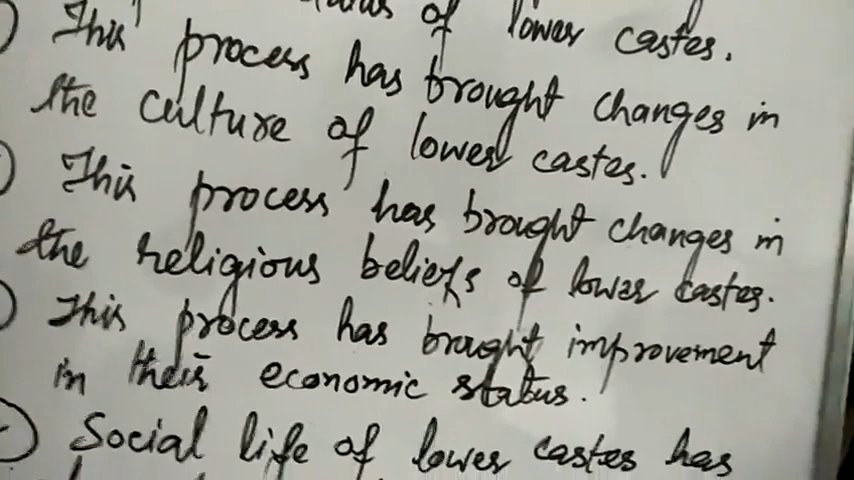 of lower castes.
This process has brought changes in
the culture of lower castes.
This process has brought changes in
the religious beliefs of lower castes.
This process has brought improvement
in their economic status.
Social life of lower castes has